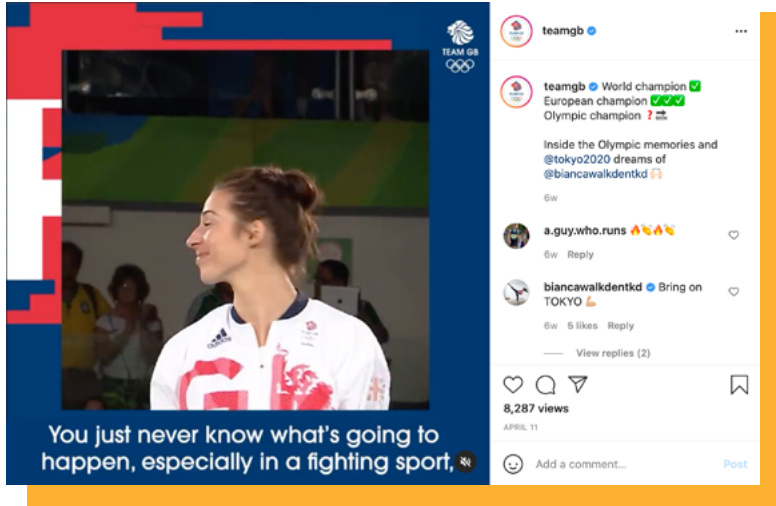 TEAM GB
adidas
GB
You just never know what's going to
happen, especially in a fighting sport,
teamgb
teamgb World champion ✅
European champion ✅✅✅
Olympic champion ❓🔜
Inside the Olympic memories and
@tokyo2020 dreams of
@biancawalkdentkd
6w
a.guy.who.runs 🔥👏🔥👏
6w Reply
biancawalkdentkd Bring on
TOKYO 💪🏼
6w 5 likes Reply
View replies (2)
8,287 views
APRIL 11
Add a comment...
Post